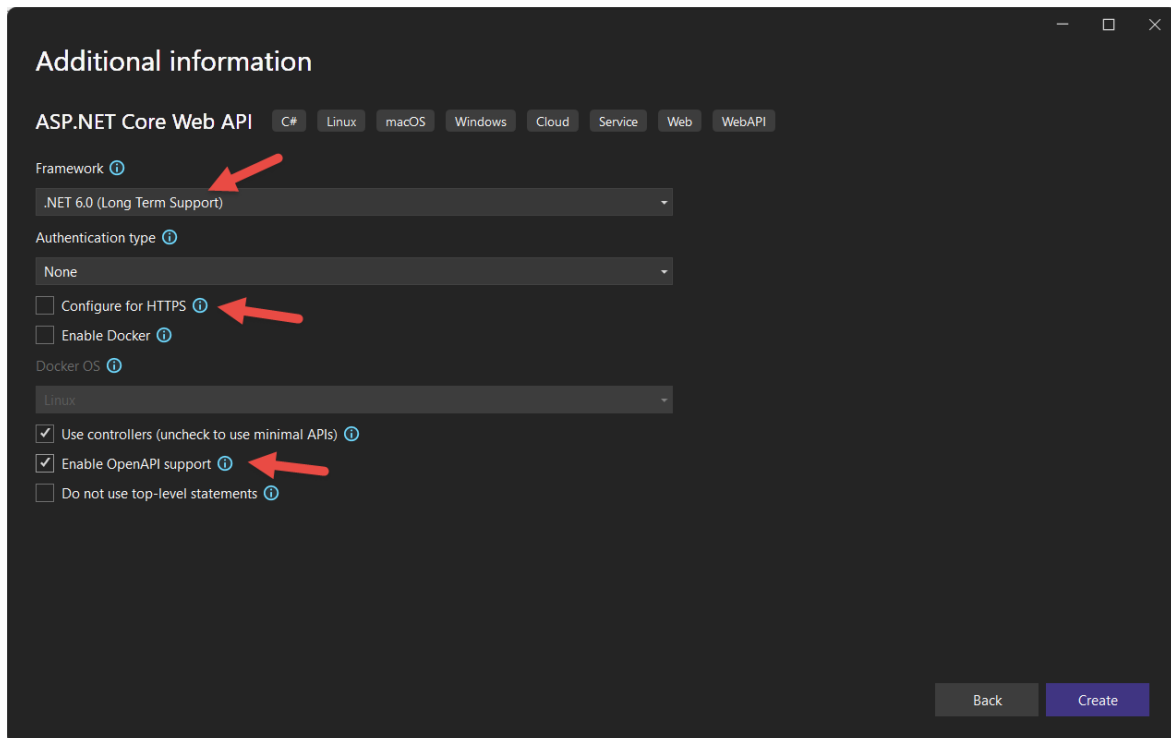 Additional information
ASP.NET Core Web API C# Linux macOS Windows Cloud Service Web WebAPI
Framework
.NET 6.0 (Long Term Support)
Authentication type
None
Configure for HTTPS
Enable Docker
Docker OS
Linux
Use controllers (uncheck to use minimal APIs)
Enable OpenAPI support
Do not use top-level statements
Back Create